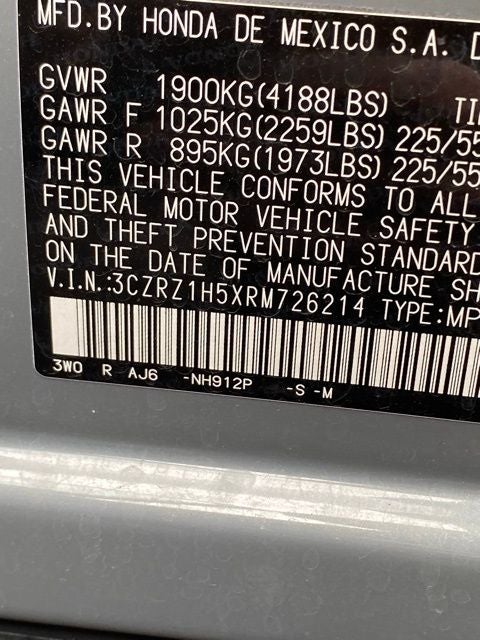 MFD.BY HONDA DE MEXICO S.A. D
GVWR 1900KG(4188LBS) TI
GAWR F 1025KG(2259LBS) 225/55
GAWR R 895KG(1973LBS) 225/55
THIS VEHICLE CONFORMS TO ALL
FEDERAL MOTOR VEHICLE SAFETY
AND THEFT PREVENTION STANDARD
ON THE DATE OF MANUFACTURE SH
V.I.N.:3CZRZ1H5XRM726214 TYPE:MP
3WO R AJ6 -NH912P -S -M